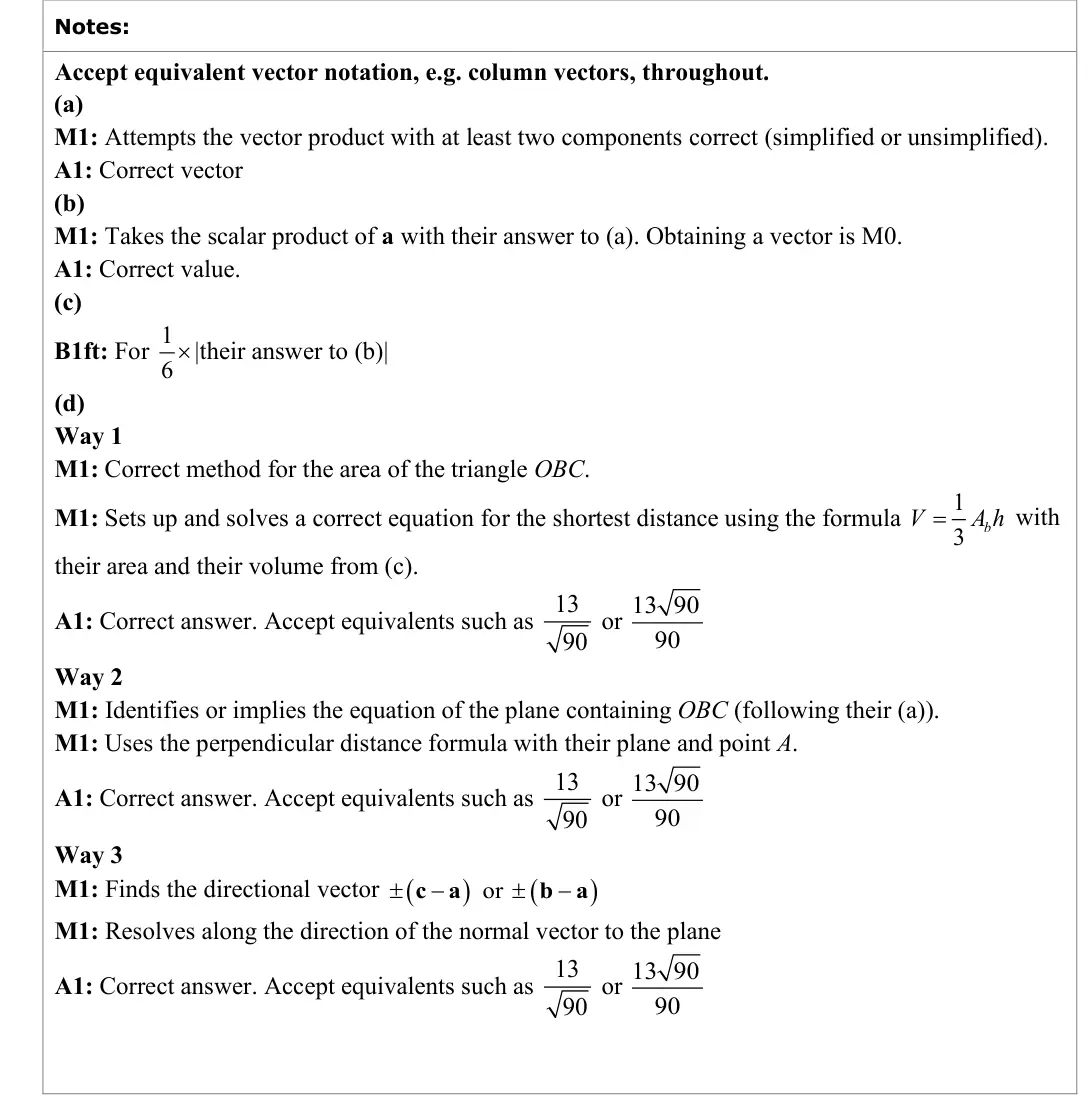 Notes:
Accept equivalent vector notation, e.g. column vectors, throughout.
(a)
M1: Attempts the vector product with at least two components correct (simplified or unsimplified).
A1: Correct vector
(b)
M1: Takes the scalar product of a with their answer to (a). Obtaining a vector is M0.
A1: Correct value.
(c)
B1ft: For 1/6 × |their answer to (b)|
(d)
Way 1
M1: Correct method for the area of the triangle OBC.
M1: Sets up and solves a correct equation for the shortest distance using the formula V = 1/3 A_b h with
their area and their volume from (c).
A1: Correct answer. Accept equivalents such as 13/√90 or 13√90/90
Way 2
M1: Identifies or implies the equation of the plane containing OBC (following their (a)).
M1: Uses the perpendicular distance formula with their plane and point A.
A1: Correct answer. Accept equivalents such as 13/√90 or 13√90/90
Way 3
M1: Finds the directional vector ±(c − a) or ±(b − a)
M1: Resolves along the direction of the normal vector to the plane
A1: Correct answer. Accept equivalents such as 13/√90 or 13√90/90